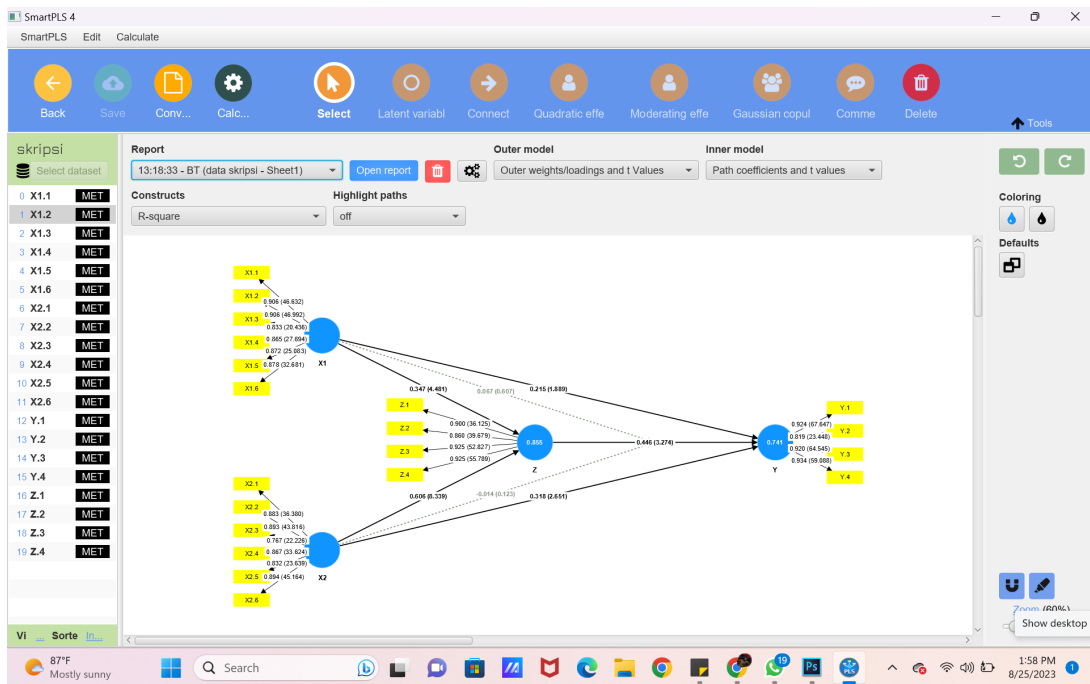 SmartPLS 4
SmartPLS Edit Calculate
Back Save Conv... Calc... Select Latent variabl Connect Quadratic effe Moderating effe Gaussian copul Comme Delete
Tools
skripsi
Select dataset
Report
Outer model
Inner model
13:18:33 - BT (data skripsi - Sheet1)
Open report
Outer weights/loadings and t Values
Path coefficients and t values
Constructs
Highlight paths
R-square
off
Coloring
Defaults
0 X1.1 MET
1 X1.2 MET
2 X1.3 MET
3 X1.4 MET
4 X1.5 MET
5 X1.6 MET
6 X2.1 MET
7 X2.2 MET
8 X2.3 MET
9 X2.4 MET
10 X2.5 MET
11 X2.6 MET
12 Y.1 MET
13 Y.2 MET
14 Y.3 MET
15 Y.4 MET
16 Z.1 MET
17 Z.2 MET
18 Z.3 MET
19 Z.4 MET
Vi ... Sorte In...
X1.1
X1.2
0.906 (46.632)
0.906 (46.992)
X1.3
0.833 (20.436)
X1.4
0.865 (27.694)
0.872 (25.083)
X1.5
0.878 (32.681)
X1
X1.6
0.347 (4.481)
0.067 (0.607)
0.215 (1.889)
Z.1
Z.2
Z.3
Z.4
0.900 (36.125)
0.860 (39.679)
0.925 (52.827)
0.925 (55.789)
0.855
Z
0.446 (3.274)
Y.1
Y.2
Y.3
Y.4
0.924 (67.647)
0.819 (23.448)
0.920 (64.545)
0.934 (59.088)
0.741
Y
0.606 (8.339)
-0.014 (0.123)
0.318 (2.651)
X2.1
X2.2
0.883 (36.380)
0.893 (43.816)
X2.3
0.767 (22.226)
X2.4
0.867 (33.624)
0.832 (23.639)
X2.5
0.894 (45.164)
X2
X2.6
Zoom (60%)
Show desktop
87°F
Mostly sunny
Search
19
1:58 PM
8/25/2023
1